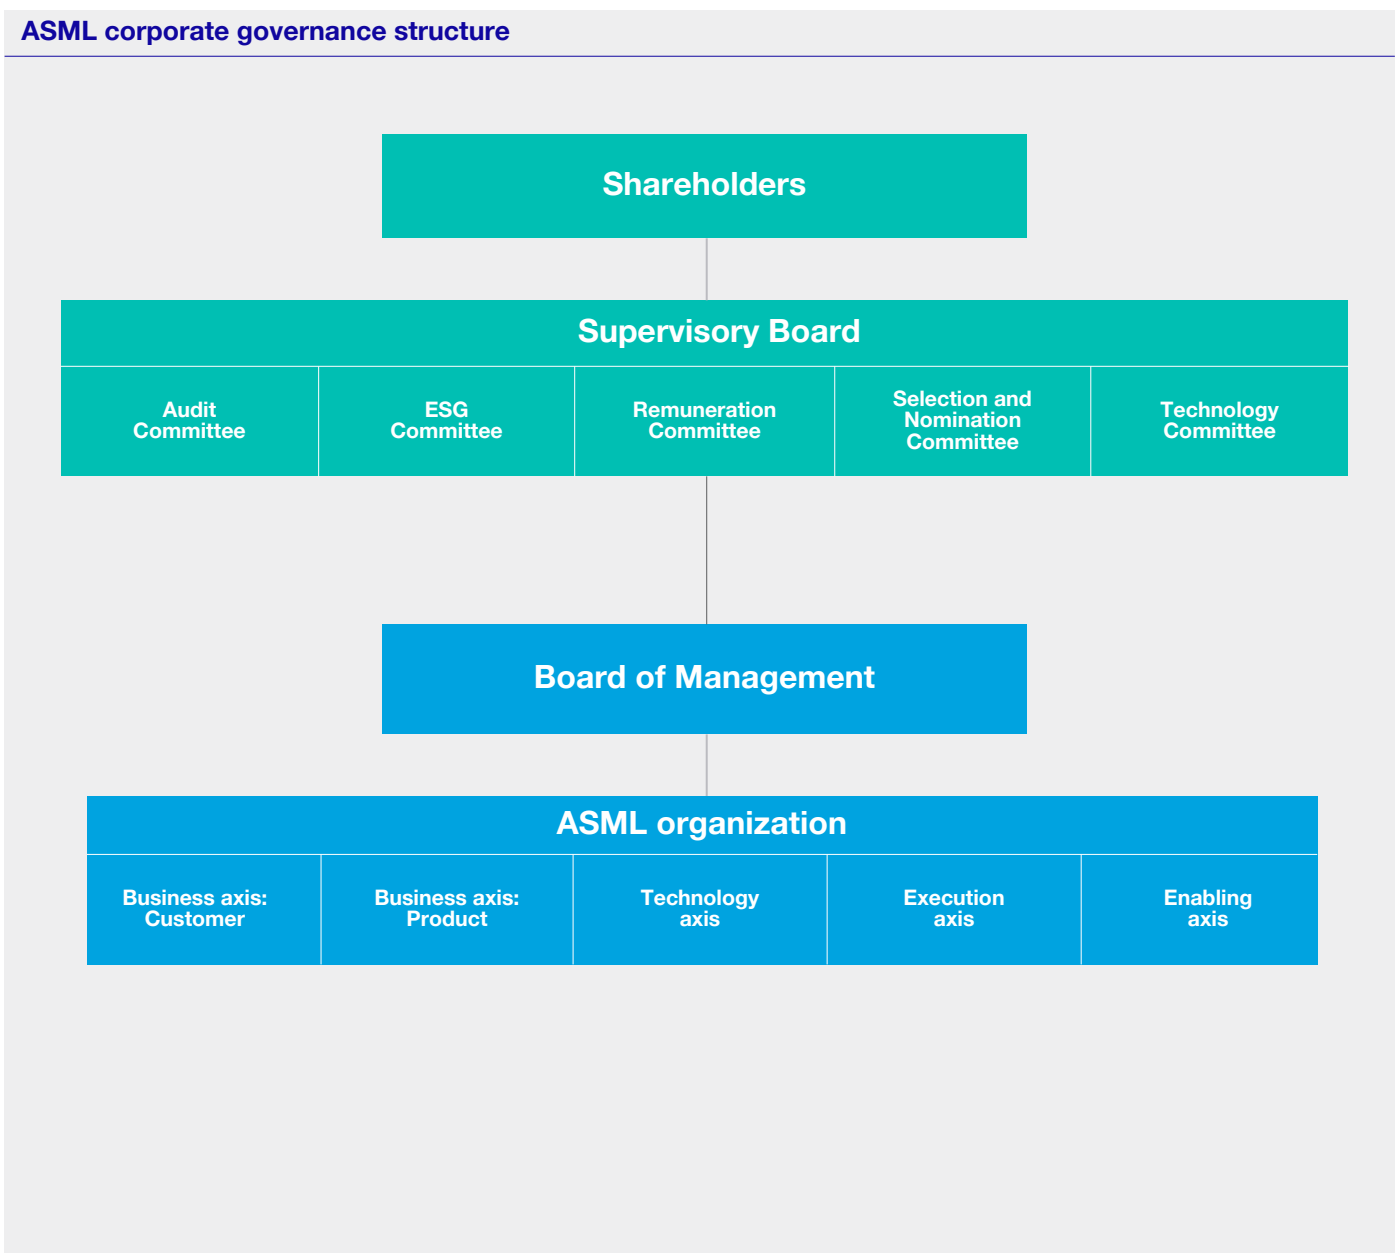 ASML corporate governance structure
Shareholders
Supervisory Board
Audit
Committee
ESG
Committee
Remuneration
Committee
Selection and
Nomination
Committee
Technology
Committee
Board of Management
ASML organization
Business axis:
Customer
Business axis:
Product
Technology
axis
Execution
axis
Enabling
axis